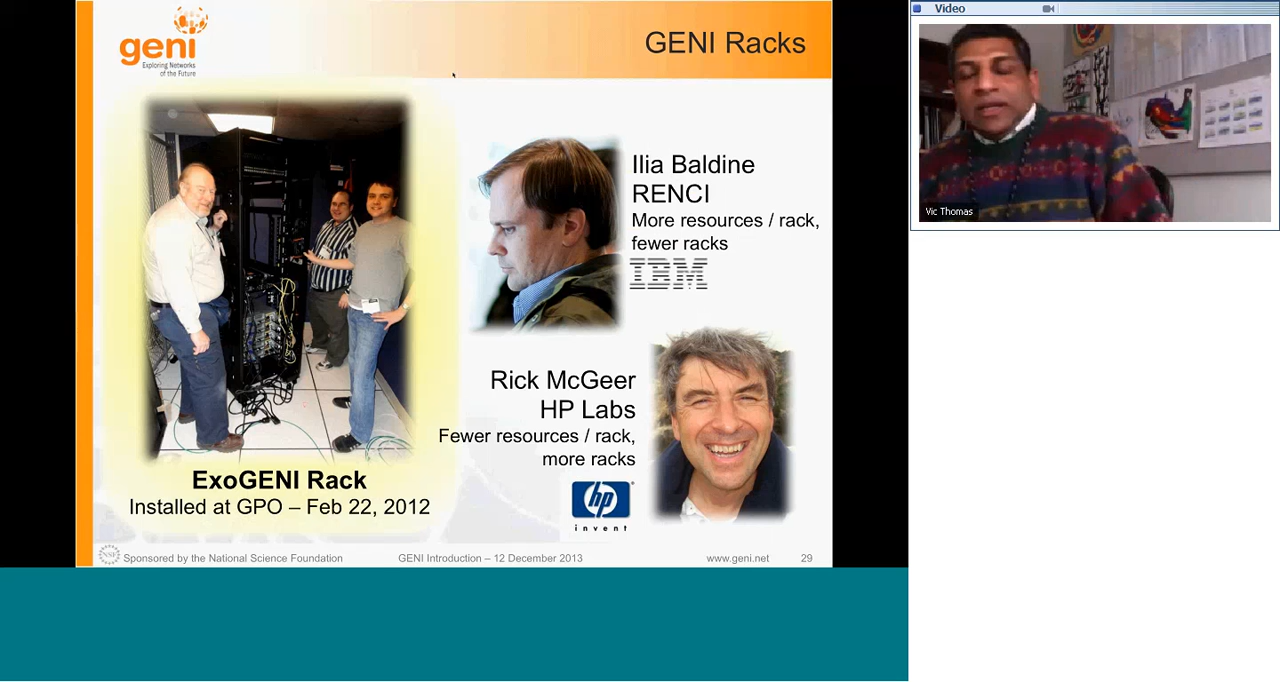 geni
Exploring Networks
of the Future
GENI Racks
Ilia Baldine
RENCI
More resources / rack,
fewer racks
IBM
Rick McGeer
HP Labs
Fewer resources / rack,
more racks
hp
invent
ExoGENI Rack
Installed at GPO – Feb 22, 2012
NSF
Sponsored by the National Science Foundation
GENI Introduction – 12 December 2013
www.geni.net
29
Video
Vic Thomas